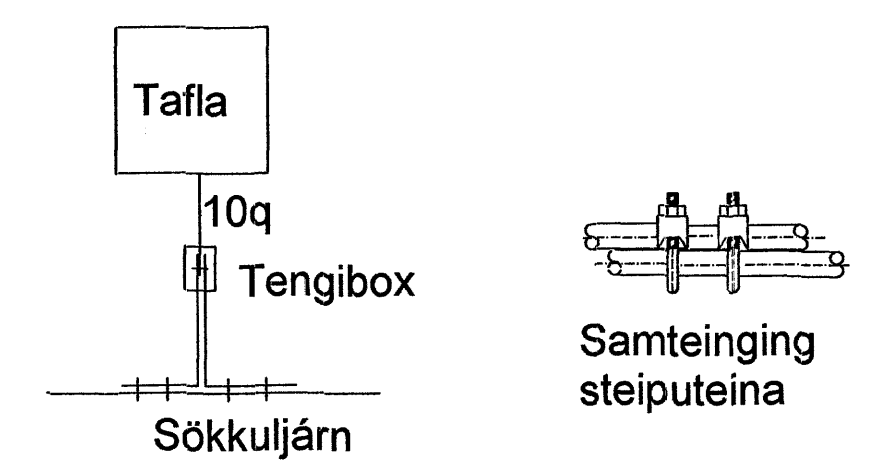 Tafla
10q
Tengibox
Sökkuljárn
Samteinging
steiputeina